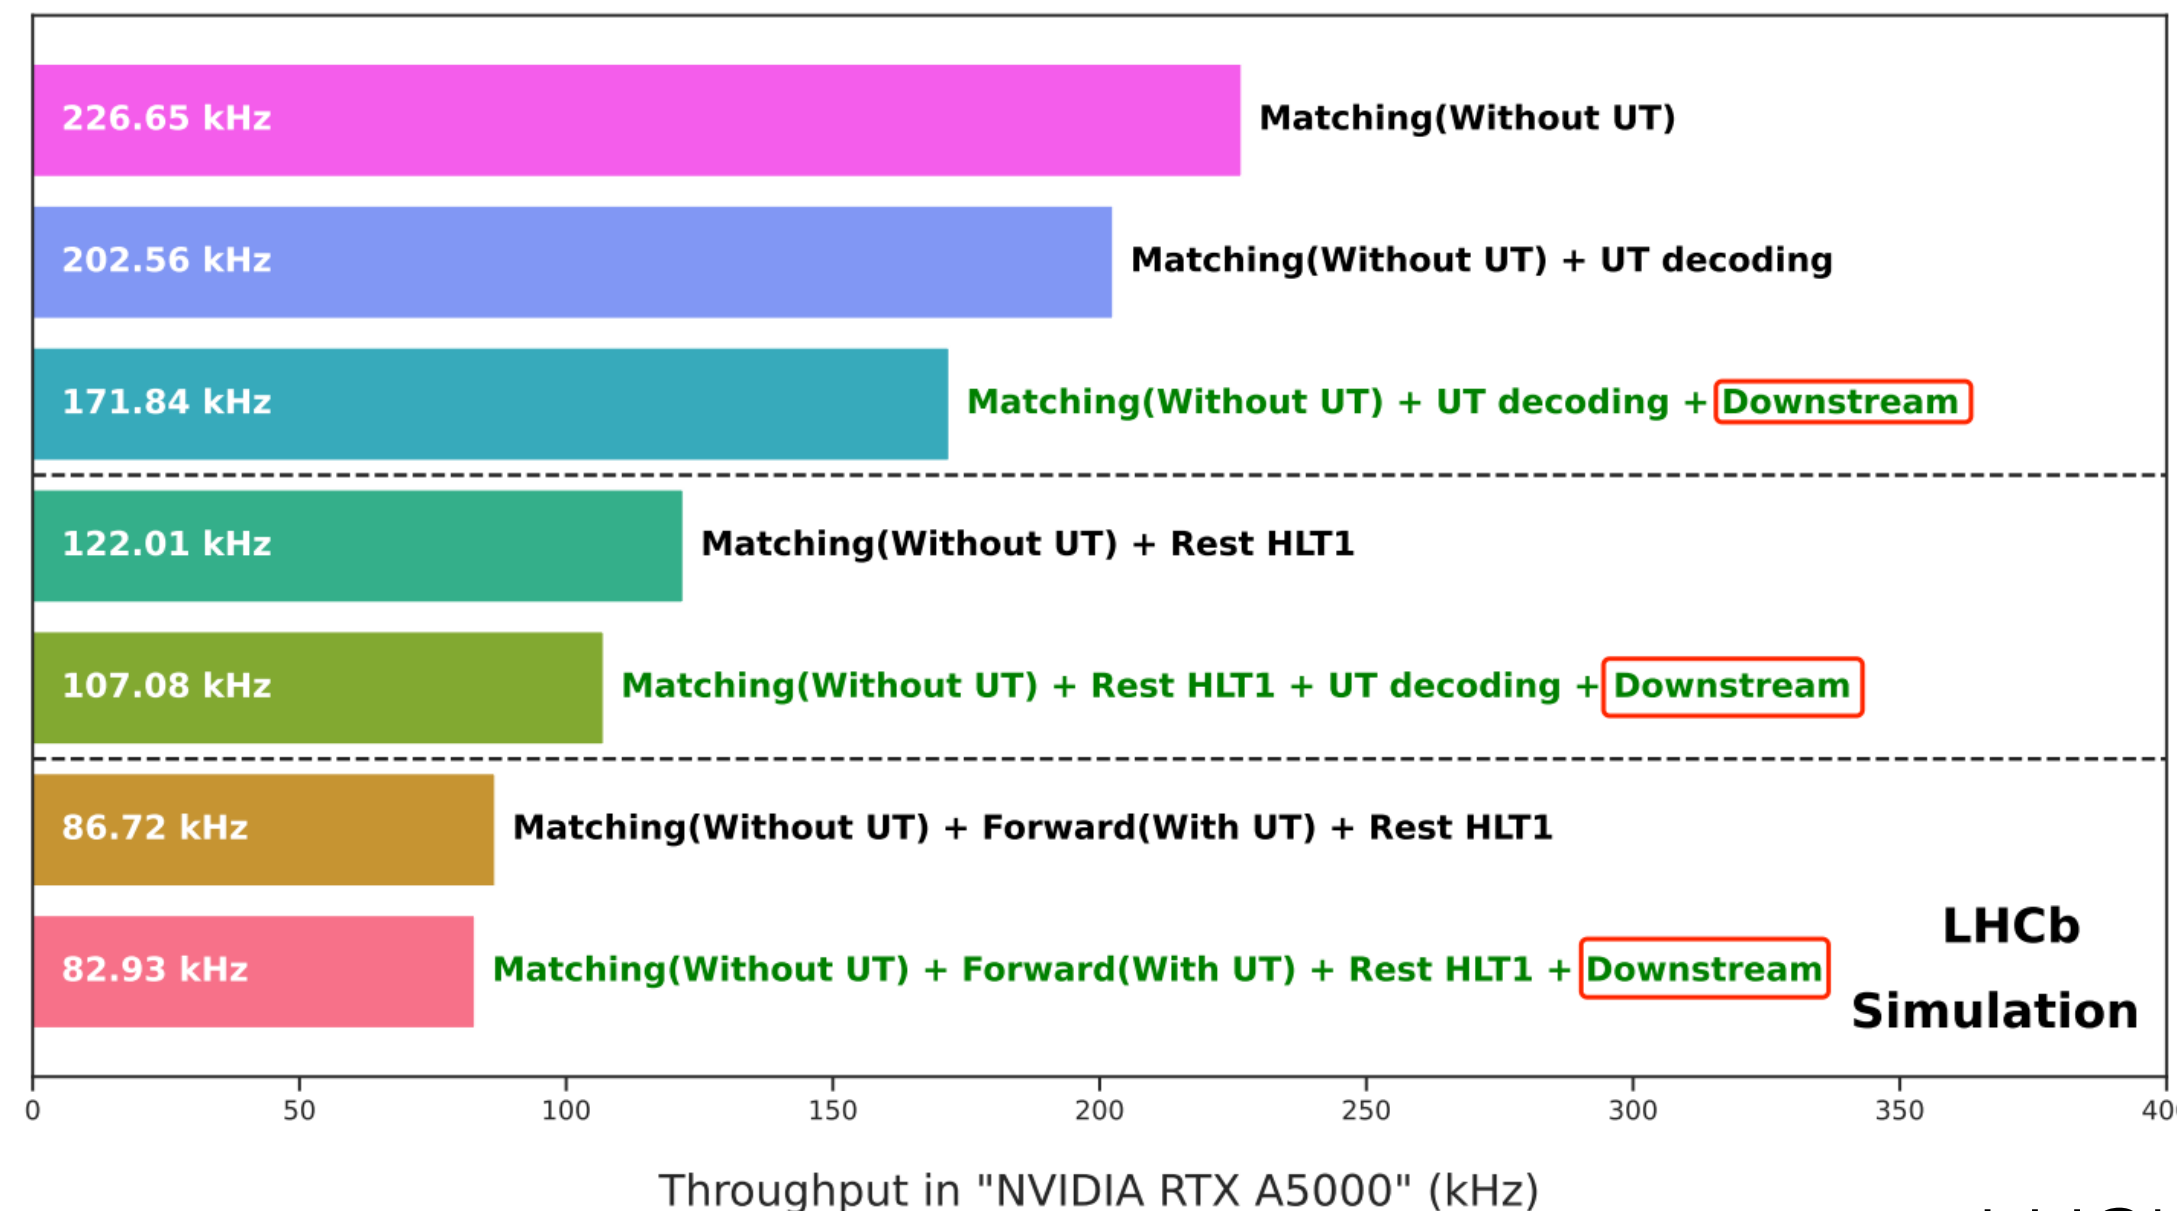 226.65 kHz Matching(Without UT)
202.56 kHz Matching(Without UT) + UT decoding
171.84 kHz Matching(Without UT) + UT decoding + Downstream
122.01 kHz Matching(Without UT) + Rest HLT1
107.08 kHz Matching(Without UT) + Rest HLT1 + UT decoding + Downstream
86.72 kHz Matching(Without UT) + Forward(With UT) + Rest HLT1
82.93 kHz Matching(Without UT) + Forward(With UT) + Rest HLT1 + Downstream
LHCb
Simulation
0 50 100 150 200 250 300 350
Throughput in "NVIDIA RTX A5000" (kHz)